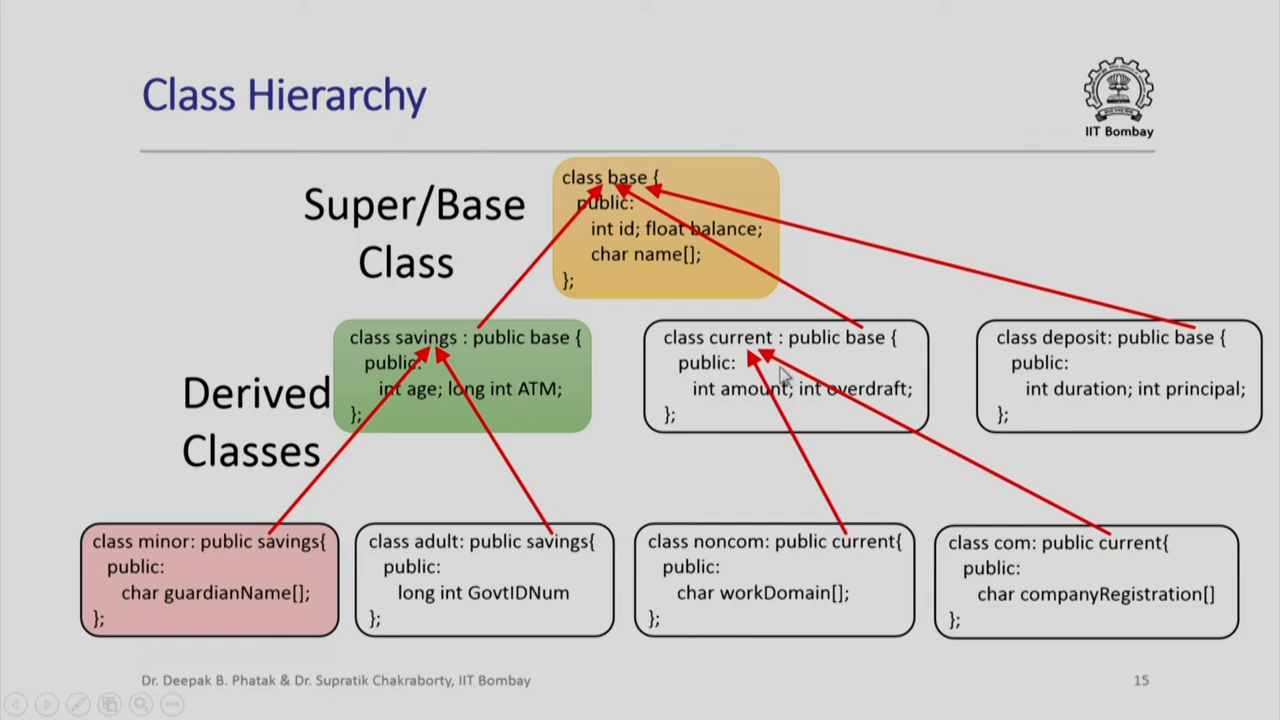 Class Hierarchy
IIT Bombay
Super/Base
Class
class base {
public:
int id; float balance;
char name[];
};
Derived
Classes
class savings : public base {
public:
int age; long int ATM;
};
class current : public base {
public:
int amount; int overdraft;
};
class deposit: public base {
public:
int duration; int principal;
};
class minor: public savings{
public:
char guardianName[];
};
class adult: public savings{
public:
long int GovtIDNum
};
class noncom: public current{
public:
char workDomain[];
};
class com: public current{
public:
char companyRegistration[]
};
Dr. Deepak B. Phatak & Dr. Supratik Chakraborty, IIT Bombay
15